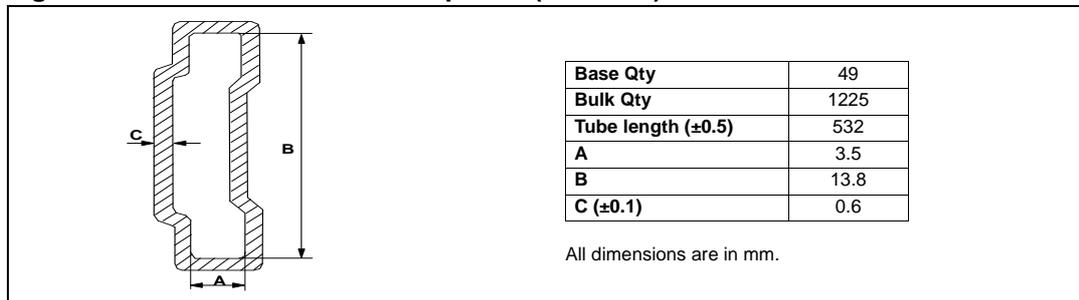 C
B
A
Base Qty 49
Bulk Qty 1225
Tube length (±0.5) 532
A 3.5
B 13.8
C (±0.1) 0.6
All dimensions are in mm.